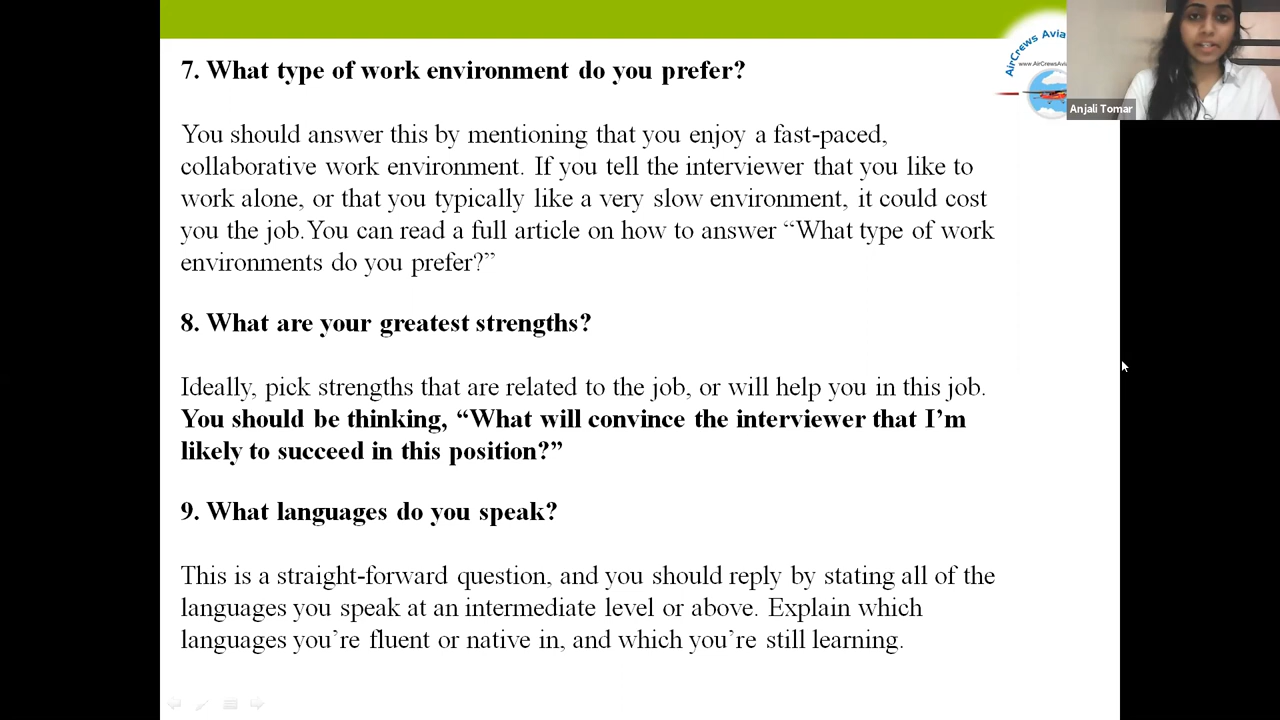 7. What type of work environment do you prefer?
You should answer this by mentioning that you enjoy a fast-paced,
collaborative work environment. If you tell the interviewer that you like to
work alone, or that you typically like a very slow environment, it could cost
you the job.You can read a full article on how to answer “What type of work
environments do you prefer?”
8. What are your greatest strengths?
Ideally, pick strengths that are related to the job, or will help you in this job.
You should be thinking, “What will convince the interviewer that I’m
likely to succeed in this position?”
9. What languages do you speak?
This is a straight-forward question, and you should reply by stating all of the
languages you speak at an intermediate level or above. Explain which
languages you’re fluent or native in, and which you’re still learning.
AirCrews Avia
www.AirCrewsAvi
Anjali Tomar